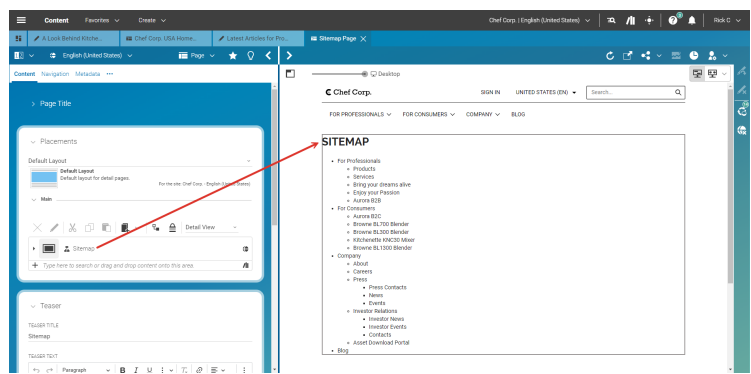 Content Favorites Create Chef Corp. | English (United States) Rick C
A Look Behind Kitche... Chef Corp. USA Home... Latest Articles for Pro... Sitemap Page
English (United States) Page
Content Navigation Metadata
Desktop
Page Title
Placements
Default Layout
Default Layout
Default layout for detail pages.
For the site: Chef Corp. - English (United States)
Main
Detail View
Sitemap
Type here to search or drag and drop content onto this area.
Teaser
TEASER TITLE
Sitemap
TEASER TEXT
Paragraph B I U
Chef Corp. SIGN IN UNITED STATES (EN) Search...
FOR PROFESSIONALS FOR CONSUMERS COMPANY BLOG
SITEMAP
For Professionals
Products
Services
Bring your dreams alive
Enjoy your Passion
Aurora B2B
For Consumers
Aurora B2C
Browne BL700 Blender
Browne BL300 Blender
Kitchenette KNC30 Mixer
Browne BL1300 Blender
Company
About
Careers
Press
Press Contacts
News
Events
Investor Relations
Investor News
Investor Events
Contacts
Asset Download Portal
Blog